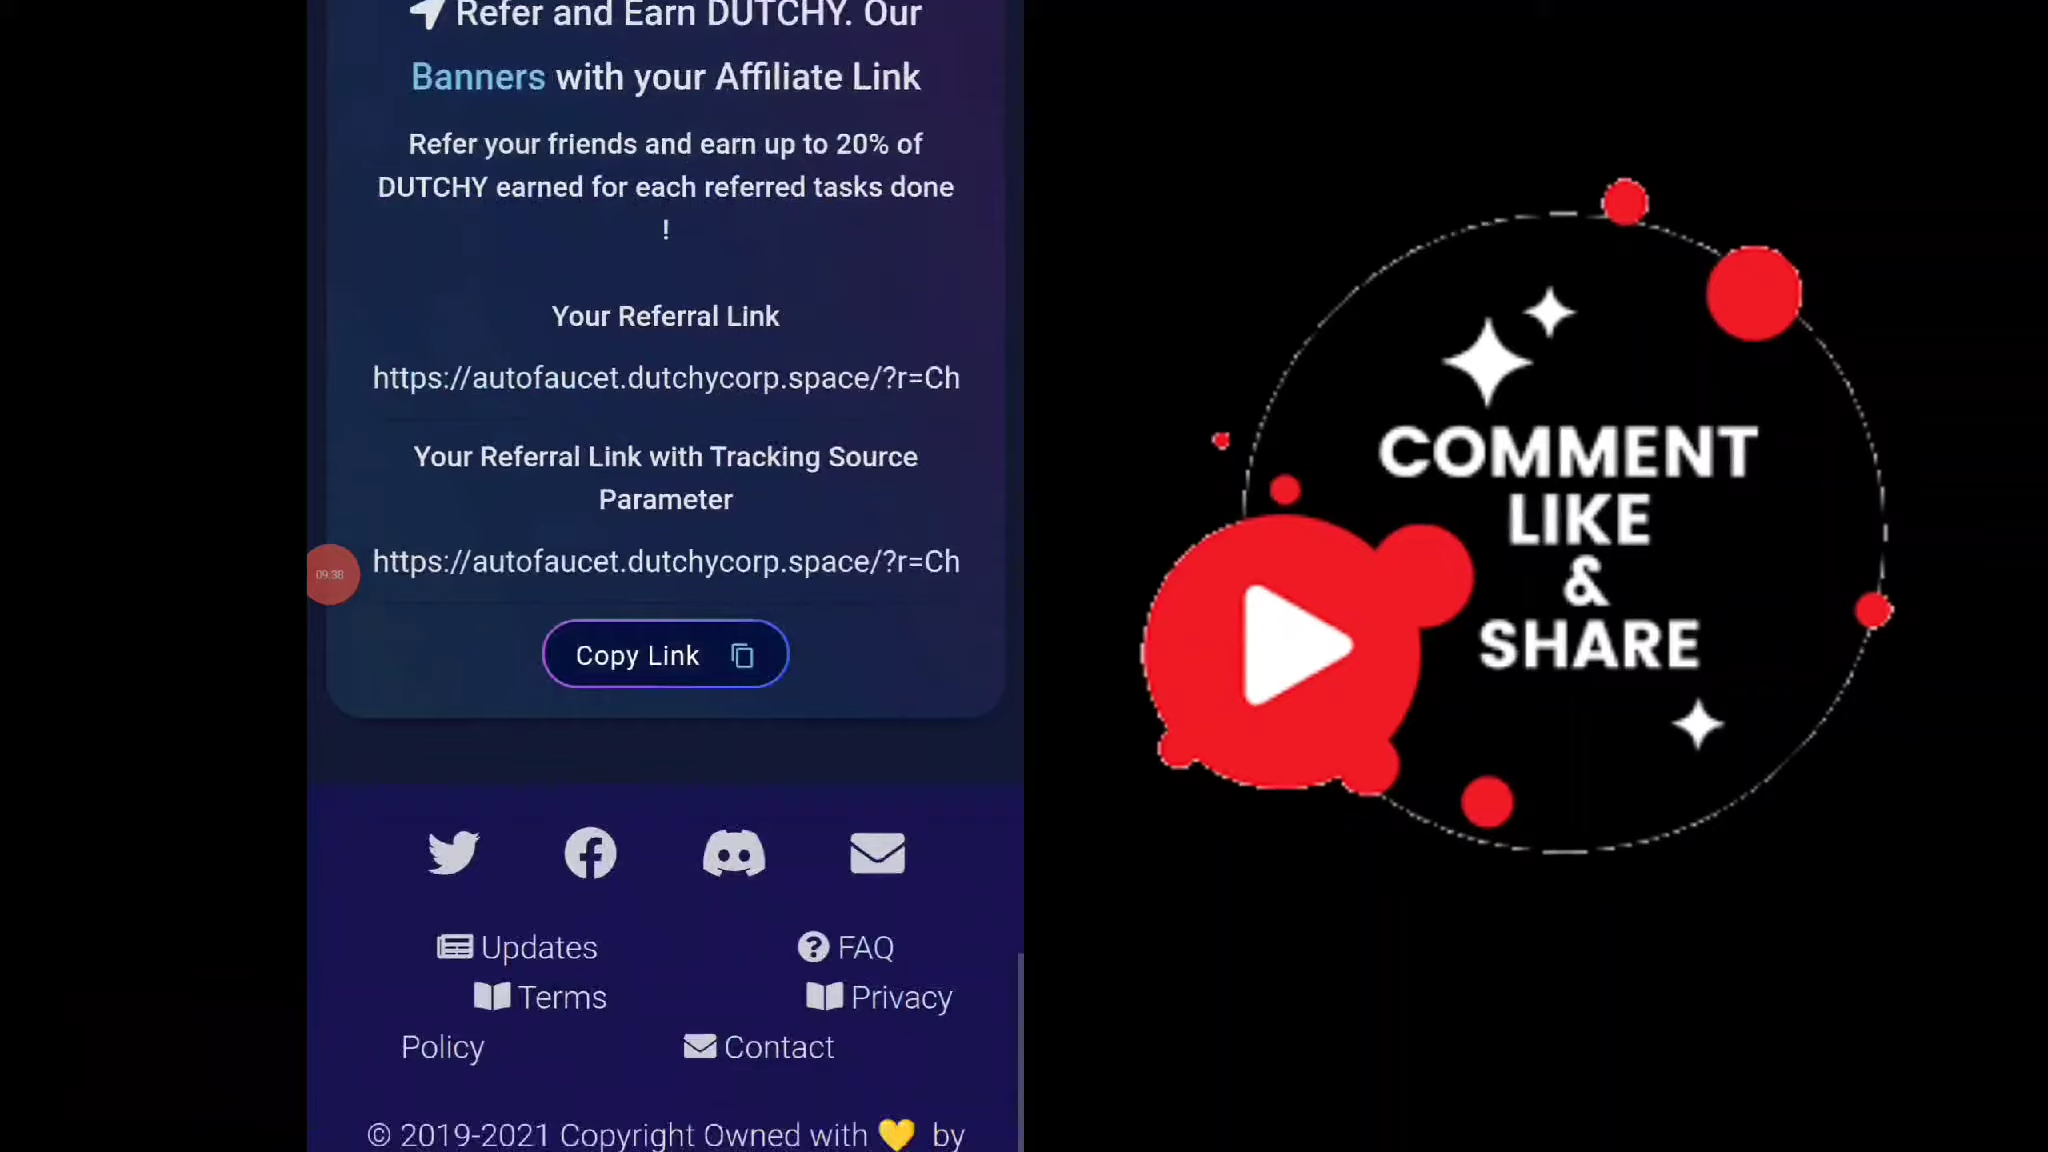 Refer and Earn DUTCHY. Our
Banners with your Affiliate Link
Refer your friends and earn up to 20% of
DUTCHY earned for each referred tasks done
!
Your Referral Link
https://autofaucet.dutchycorp.space/?r=Ch
Your Referral Link with Tracking Source
Parameter
https://autofaucet.dutchycorp.space/?r=Ch
09:38
Copy Link
Updates FAQ
Terms Privacy
Policy Contact
© 2019-2021 Copyright Owned with 💛 by
COMMENT
LIKE
&
SHARE